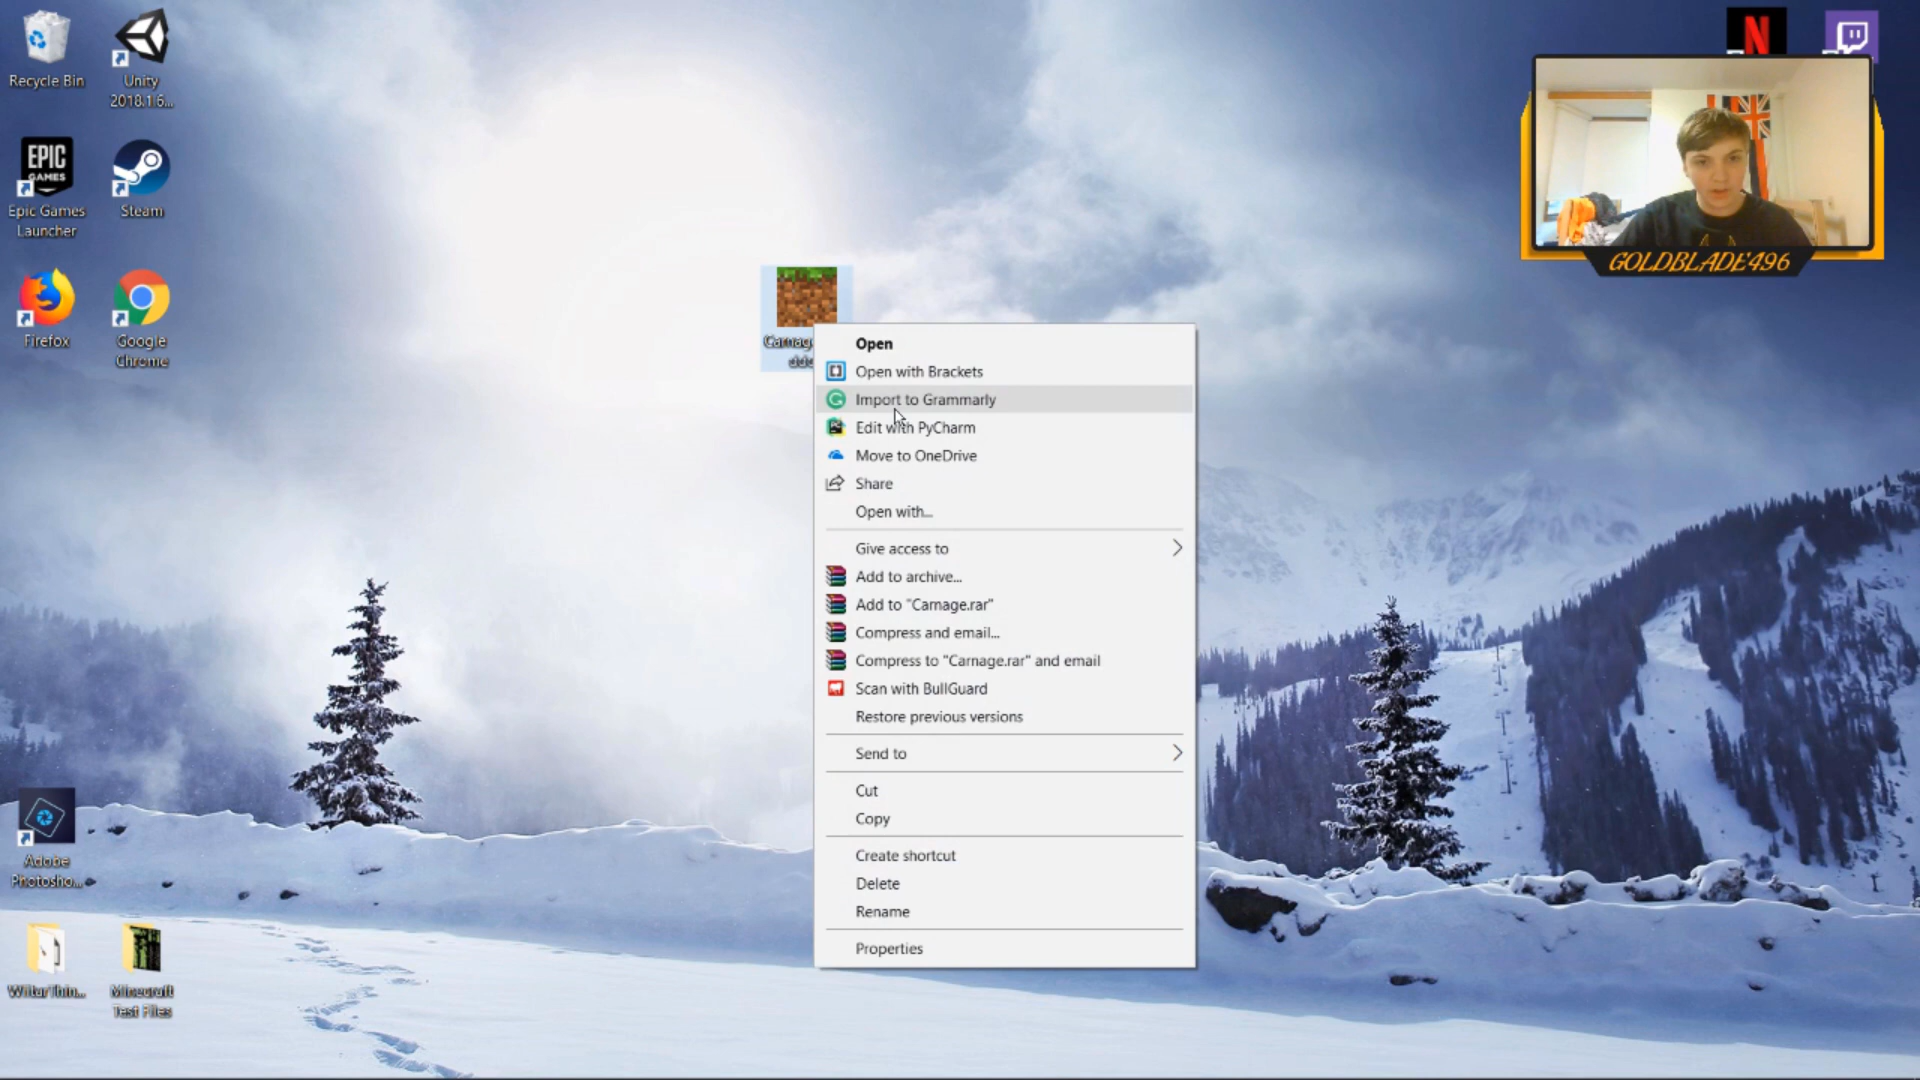 Recycle Bin
Unity
2018.1.6...
EPIC
GAMES
Epic Games
Launcher
Steam
Firefox
Google
Chrome
N
GOLDBLADE496
Open
Open with Brackets
Import to Grammarly
Edit with PyCharm
Move to OneDrive
Share
Open with...
Give access to
Add to archive...
Add to "Carnage.rar"
Compress and email...
Compress to "Carnage.rar" and email
Scan with BullGuard
Restore previous versions
Send to
Cut
Copy
Create shortcut
Delete
Rename
Properties
Adobe
Photosho...
Minecraft
Test Files